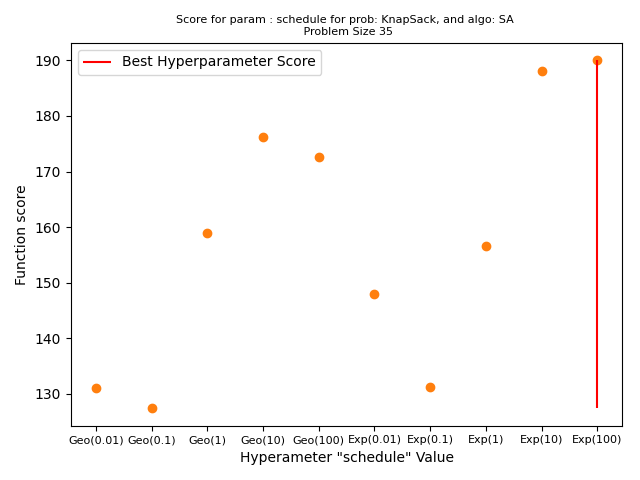 Score for param : schedule for prob: KnapSack, and algo: SA
Problem Size 35
Best Hyperparameter Score
190
180
170
160
150
140
130
Function score
Geo(0.01) Geo(0.1) Geo(1) Geo(10) Geo(100) Exp(0.01) Exp(0.1) Exp(1) Exp(10) Exp(100)
Hyperameter "schedule" Value